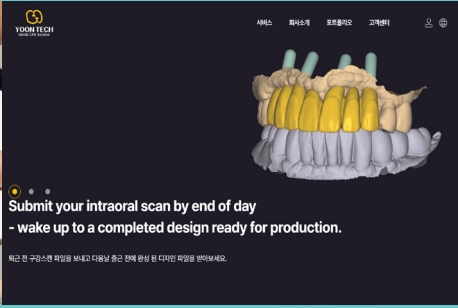 YOON TECH
Dental CAD Solution
서비스 회사소개 포트폴리오 고객센터
Submit your intraoral scan by end of day
- wake up to a completed design ready for production.
퇴근 전 구강스캔 파일을 보내고 다음날 출근 전에 완성 된 디자인 파일을 받아보세요.